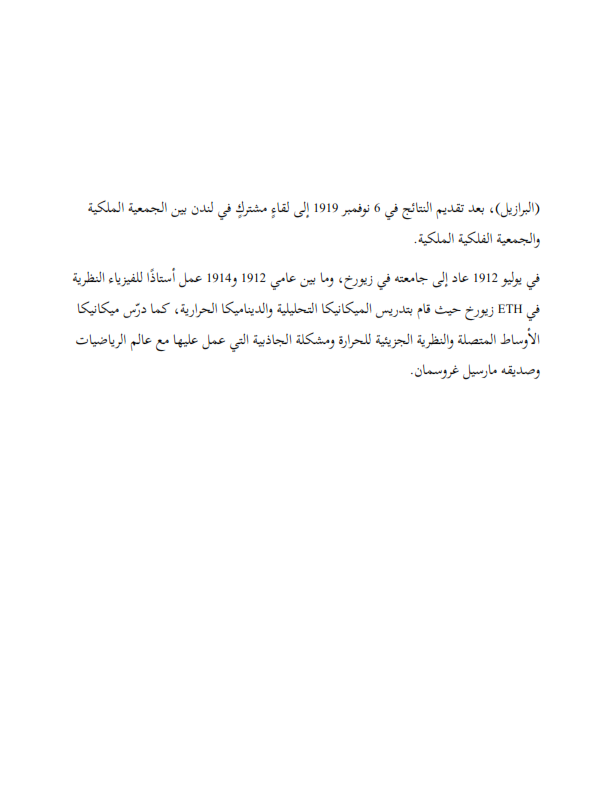 (البرازيل)، بعد تقديم النتائج في 6 نوفمبر 1919 إلى لقاءٍ مشتركٍ في لندن بين الجمعية الملكية
والجمعية الفلكية الملكية.
في يوليو 1912 عاد إلى جامعته في زيورخ، وما بين عامي 1912 و1914 عمل أستاذًا للفيزياء النظرية
في ETH زيورخ حيث قام بتدريس الميكانيكا التحليلية والديناميكا الحرارية، كما درّس ميكانيكا
الأوساط المتصلة والنظرية الجزيئية للحرارة ومشكلة الجاذبية التي عمل عليها مع عالم الرياضيات
وصديقه مارسيل غروسمان.